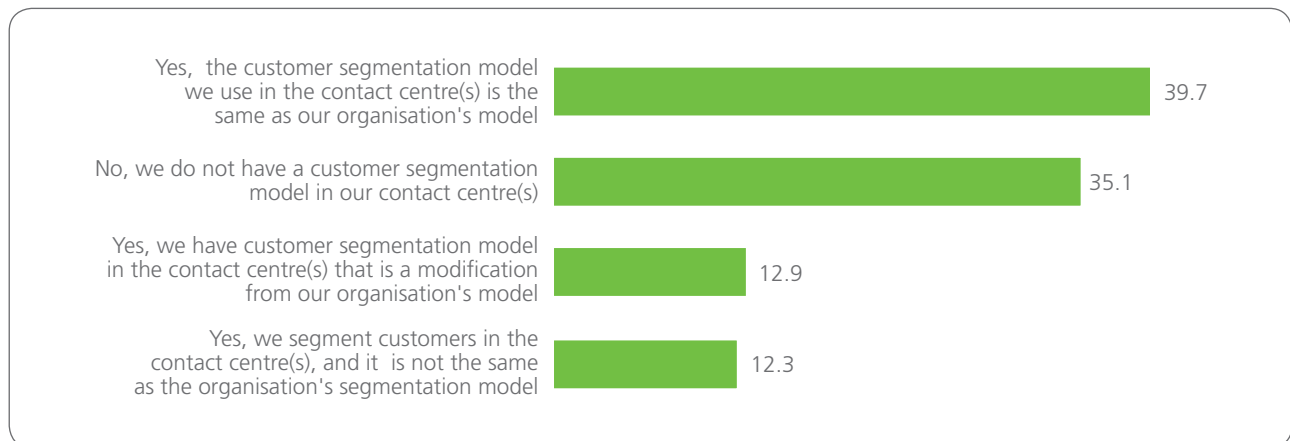 Yes, the customer segmentation model
we use in the contact centre(s) is the
same as our organisation's model
39.7
No, we do not have a customer segmentation
model in our contact centre(s)
35.1
Yes, we have customer segmentation model
in the contact centre(s) that is a modification
from our organisation's model
12.9
Yes, we segment customers in the
contact centre(s), and it is not the same
as the organisation's segmentation model
12.3